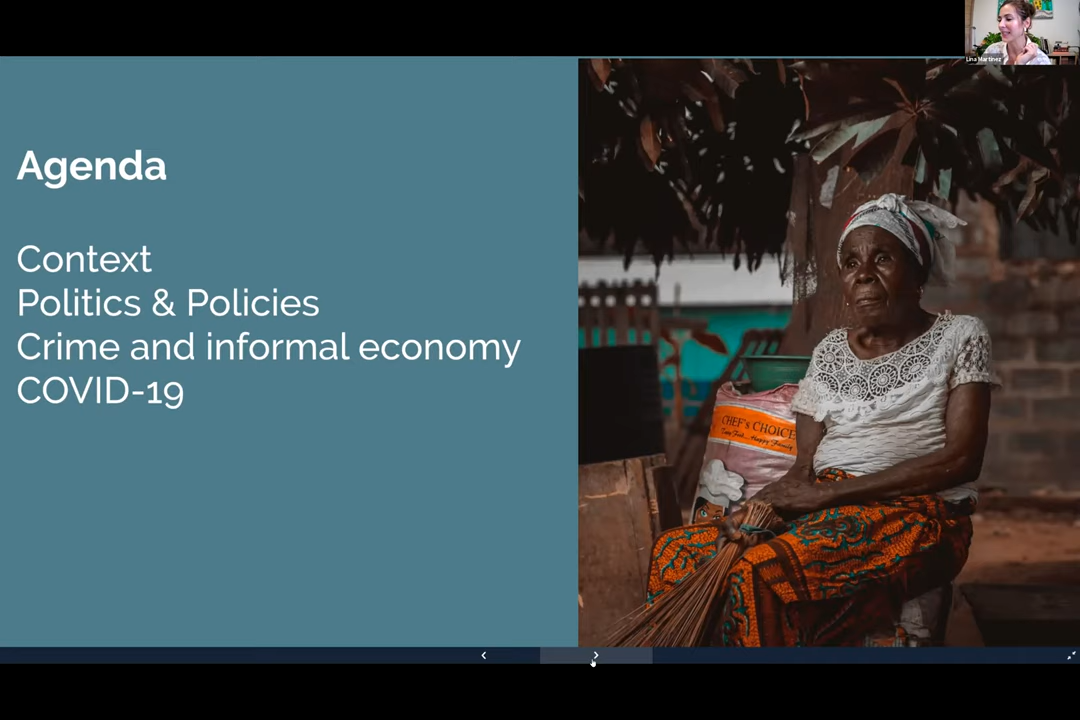 Lina Martinez
Agenda
Context
Politics & Policies
Crime and informal economy
COVID-19
CHEF's CHOICE